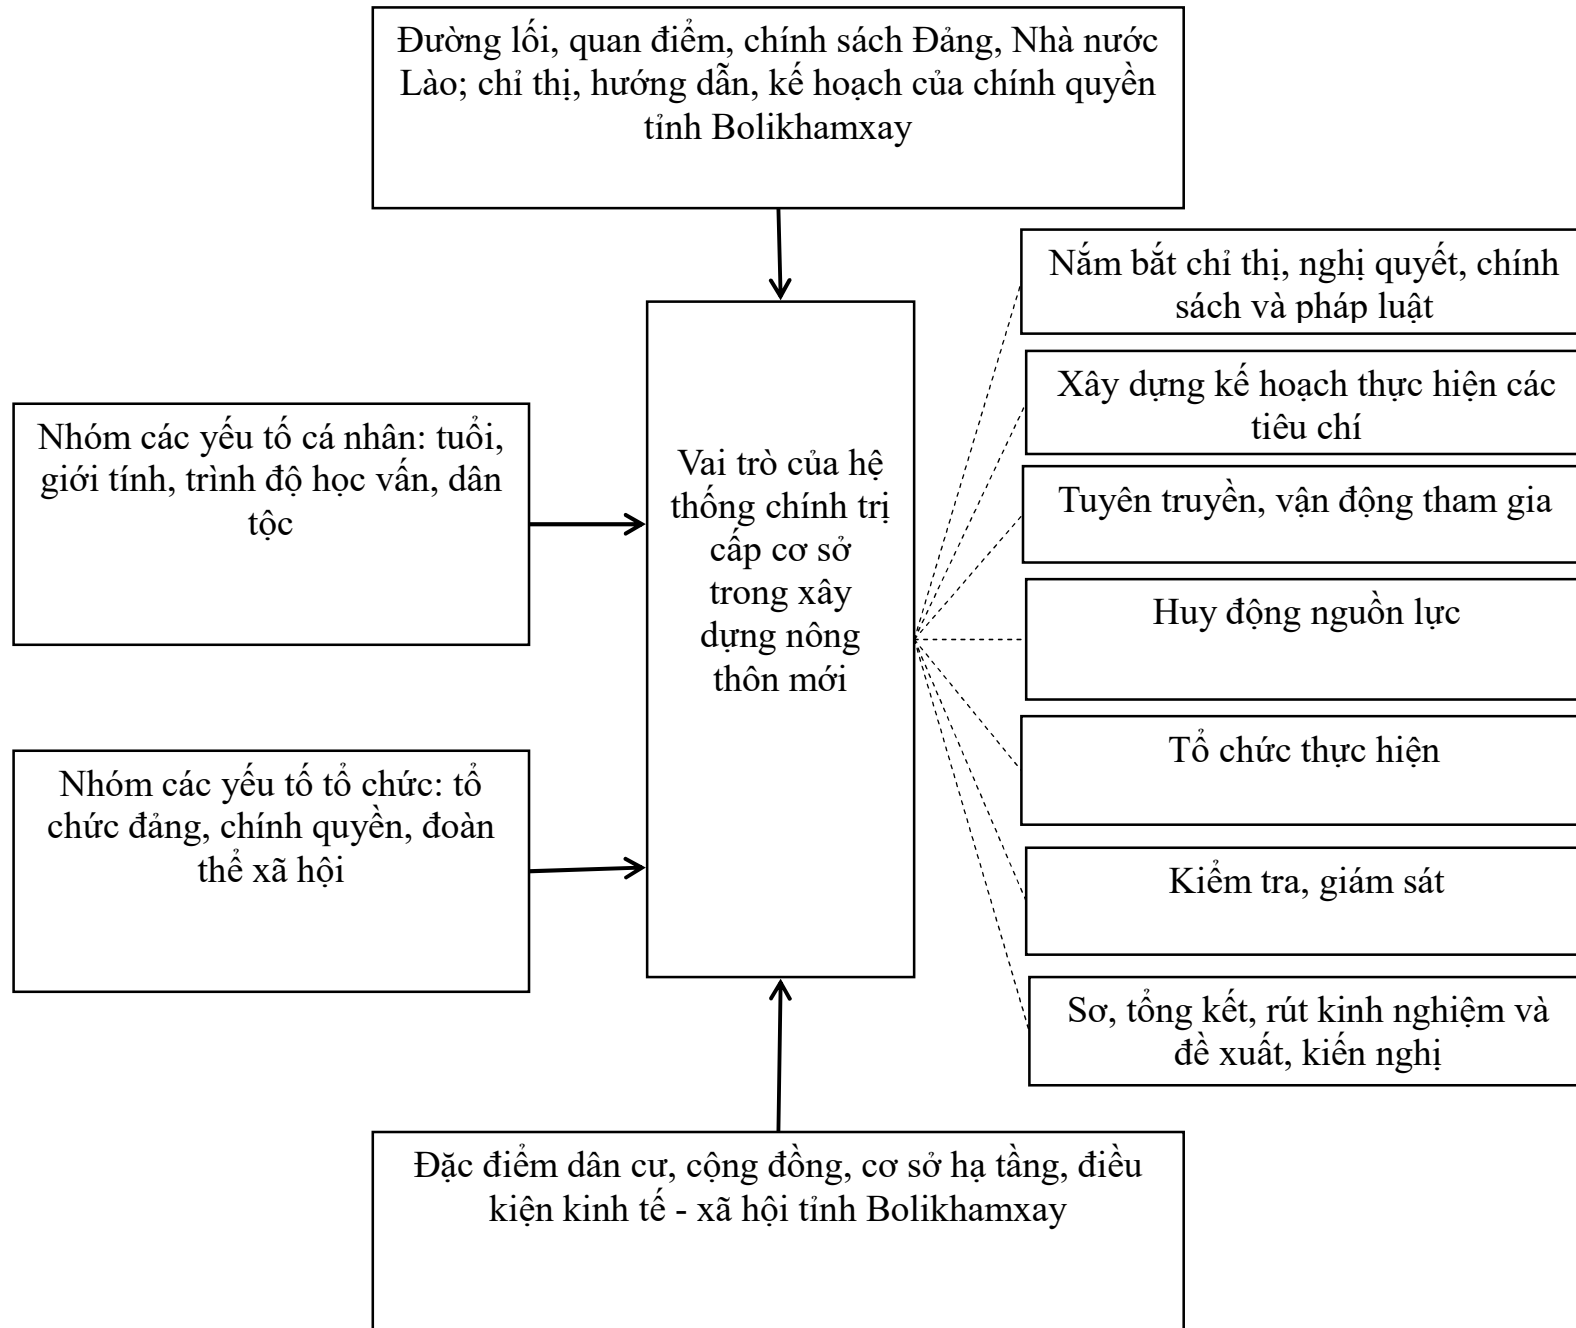 Đường lối, quan điểm, chính sách Đảng, Nhà nước
Lào; chỉ thị, hướng dẫn, kế hoạch của chính quyền
tỉnh Bolikhamxay
Nhóm các yếu tố cá nhân: tuổi,
giới tính, trình độ học vấn, dân
tộc
Nhóm các yếu tố tổ chức: tổ
chức đảng, chính quyền, đoàn
thể xã hội
Vai trò của hệ
thống chính trị
cấp cơ sở
trong xây
dựng nông
thôn mới
Nắm bắt chỉ thị, nghị quyết, chính
sách và pháp luật
Xây dựng kế hoạch thực hiện các
tiêu chí
Tuyên truyền, vận động tham gia
Huy động nguồn lực
Tổ chức thực hiện
Kiểm tra, giám sát
Sơ, tổng kết, rút kinh nghiệm và
đề xuất, kiến nghị
Đặc điểm dân cư, cộng đồng, cơ sở hạ tầng, điều
kiện kinh tế - xã hội tỉnh Bolikhamxay